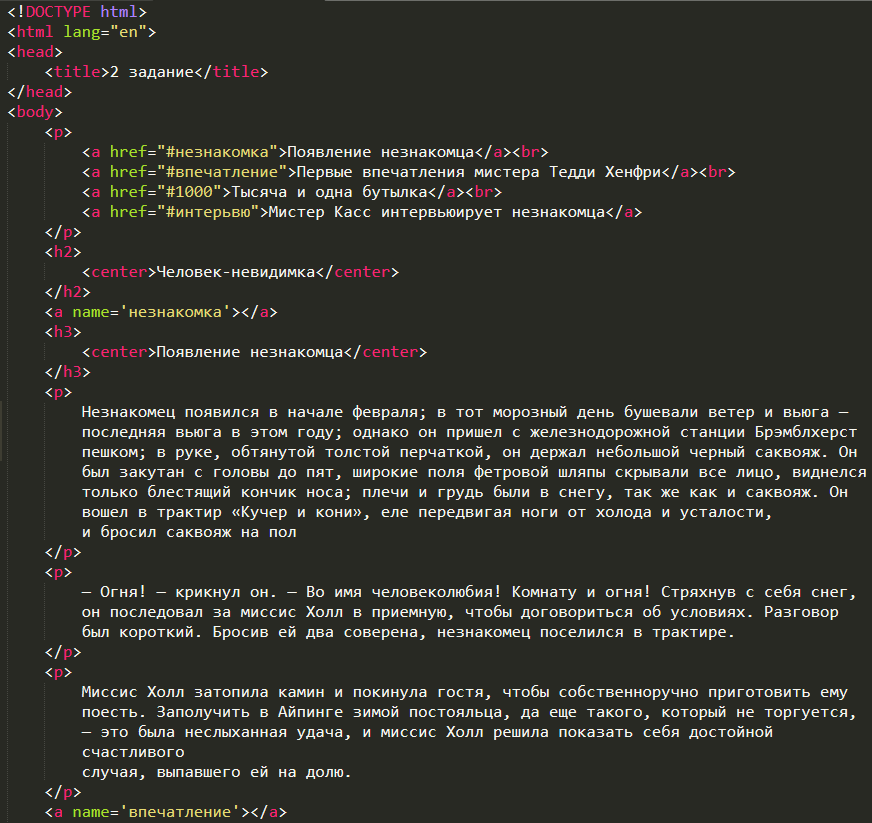 <!DOCTYPE html>
<html lang="en">
<head>
<title>2 задание</title>
</head>
<body>
<p>
<a href="#незнакомка">Появление незнакомца</a><br>
<a href="#впечатление">Первые впечатления мистера Тедди Хенфри</a><br>
<a href="#1000">Тысяча и одна бутылка</a><br>
<a href="#интерьвю">Мистер Касс интервьюирует незнакомца</a>
</p>
<h2>
<center>Человек-невидимка</center>
</h2>
<a name='незнакомка'></a>
<h3>
<center>Появление незнакомца</center>
</h3>
<p>
Незнакомец появился в начале февраля; в тот морозный день бушевали ветер и вьюга —
последняя вьюга в этом году; однако он пришел с железнодорожной станции Брэмблхерст
пешком; в руке, обтянутой толстой перчаткой, он держал небольшой черный саквояж. Он
был закутан с головы до пят, широкие поля фетровой шляпы скрывали все лицо, виднелся
только блестящий кончик носа; плечи и грудь были в снегу, так же как и саквояж. Он
вошел в трактир «Кучер и кони», еле передвигая ноги от холода и усталости,
и бросил саквояж на пол
</p>
<p>
— Огня! — крикнул он. — Во имя человеколюбия! Комнату и огня! Стряхнув с себя снег,
он последовал за миссис Холл в приемную, чтобы договориться об условиях. Разговор
был короткий. Бросив ей два соверена, незнакомец поселился в трактире.
</p>
<p>
Миссис Холл затопила камин и покинула гостя, чтобы собственноручно приготовить ему
поесть. Заполучить в Айпинге зимой постояльца, да еще такого, который не торгуется,
— это была неслыханная удача, и миссис Холл решила показать себя достойной
счастливого
случая, выпавшего ей на долю.
</p>
<a name='впечатление'></a>